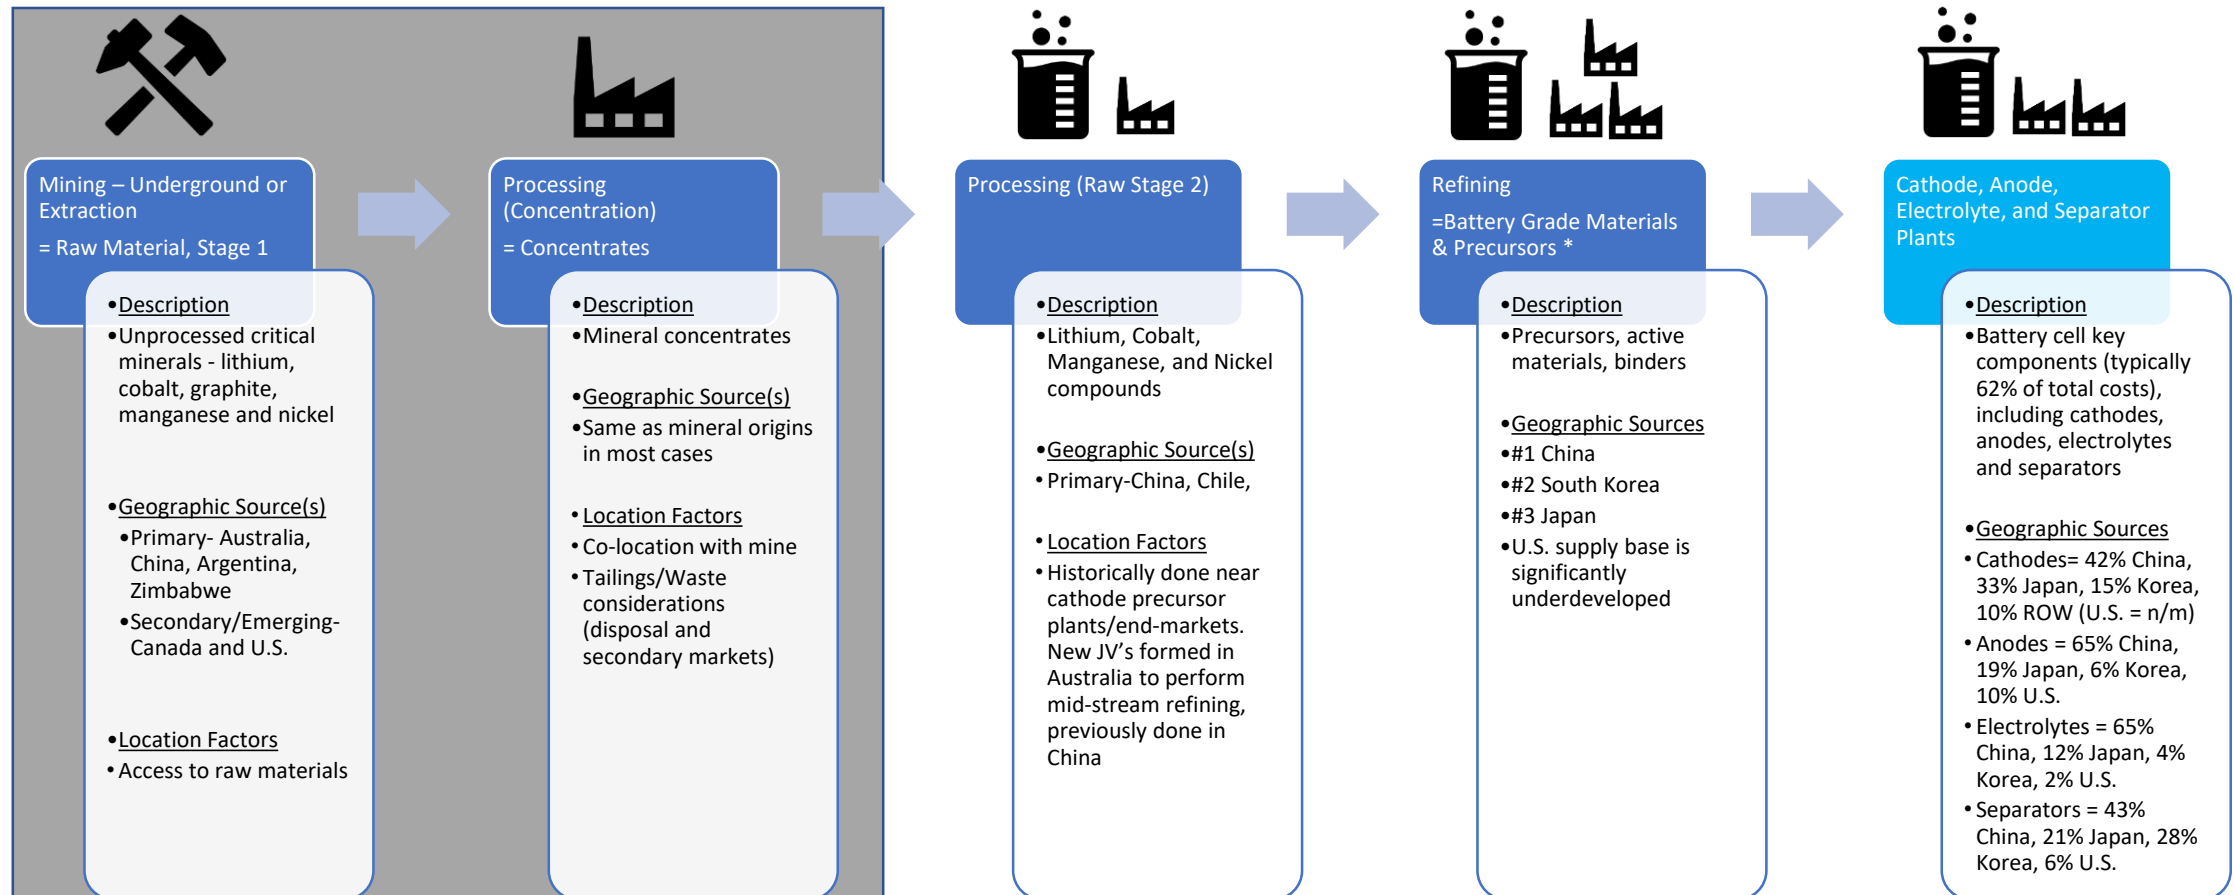 Mining – Underground or
Extraction
= Raw Material, Stage 1
•Description
•Unprocessed critical
minerals - lithium,
cobalt, graphite,
manganese and nickel
•Geographic Source(s)
•Primary- Australia,
China, Argentina,
Zimbabwe
•Secondary/Emerging-
Canada and U.S.
•Location Factors
•Access to raw materials
Processing
(Concentration)
= Concentrates
•Description
•Mineral concentrates
•Geographic Source(s)
•Same as mineral origins
in most cases
•Location Factors
•Co-location with mine
•Tailings/Waste
considerations
(disposal and
secondary markets)
Processing (Raw Stage 2)
•Description
•Lithium, Cobalt,
Manganese, and Nickel
compounds
•Geographic Source(s)
•Primary-China, Chile,
•Location Factors
•Historically done near
cathode precursor
plants/end-markets.
New JV's formed in
Australia to perform
mid-stream refining,
previously done in
China
Refining
=Battery Grade Materials
& Precursors *
•Description
•Precursors, active
materials, binders
•Geographic Sources
•#1 China
•#2 South Korea
•#3 Japan
•U.S. supply base is
significantly
underdeveloped
Cathode, Anode,
Electrolyte, and Separator
Plants
•Description
•Battery cell key
components (typically
62% of total costs),
including cathodes,
anodes, electrolytes
and separators
•Geographic Sources
•Cathodes= 42% China,
33% Japan, 15% Korea,
10% ROW (U.S. = n/m)
•Anodes = 65% China,
19% Japan, 6% Korea,
10% U.S.
•Electrolytes = 65%
China, 12% Japan, 4%
Korea, 2% U.S.
•Separators = 43%
China, 21% Japan, 28%
Korea, 6% U.S.